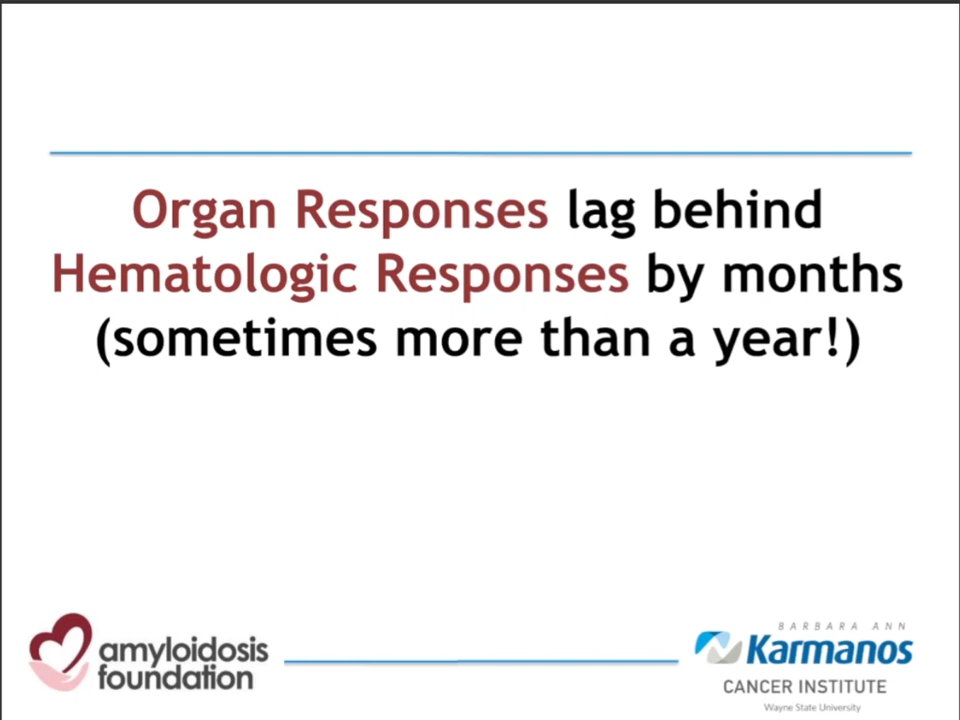 Organ Responses lag behind
Hematologic Responses by months
(sometimes more than a year!)
amyloidosis
foundation
BARBARA ANN
Karmanos
CANCER INSTITUTE
Wayne State University